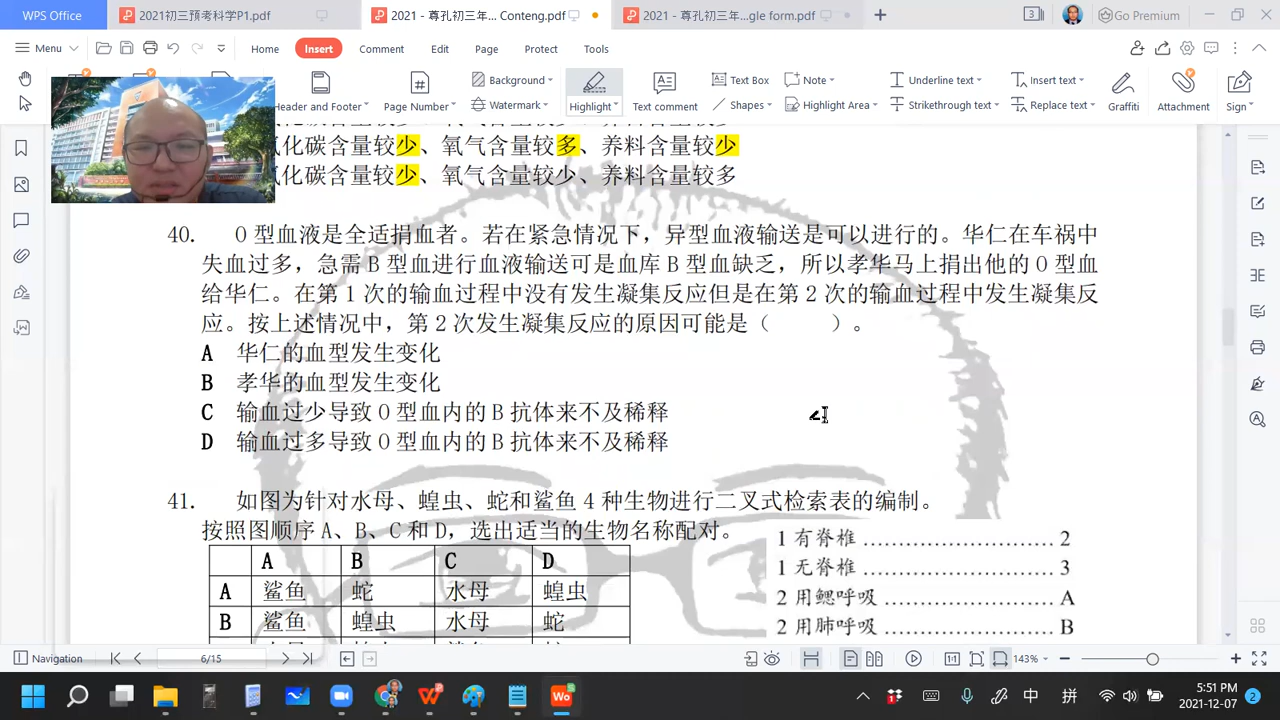 WPS Office
2021初三预考科学P1.pdf
2021 - 尊孔初三年... Conteng.pdf
2021 - 尊孔初三年...gle form.pdf
3
Go Premium
Menu
Home
Insert
Comment
Edit
Page
Protect
Tools
Background
Text Box
Note
Underline text
Insert text
Header and Footer
Page Number
Watermark
Highlight
Text comment
Shapes
Highlight Area
Strikethrough text
Replace text
Graffiti
Attachment
Sign
化碳含量较少、氧气含量较多、养料含量较少
化碳含量较少、氧气含量较少、养料含量较多
40. O 型血液是全适捐血者。若在紧急情况下，异型血液输送是可以进行的。华仁在车祸中
失血过多，急需 B 型血进行血液输送可是血库 B 型血缺乏，所以孝华马上捐出他的 O 型血
给华仁。在第 1 次的输血过程中没有发生凝集反应但是在第 2 次的输血过程中发生凝集反
应。按上述情况中，第 2 次发生凝集反应的原因可能是（ ）。
A 华仁的血型发生变化
B 孝华的血型发生变化
C 输血过少导致 O 型血内的 B 抗体来不及稀释
D 输血过多导致 O 型血内的 B 抗体来不及稀释
41. 如图为针对水母、蝗虫、蛇和鲨鱼 4 种生物进行二叉式检索表的编制。
按照图顺序 A、B、C 和 D，选出适当的生物名称配对。
A B C D
A 鲨鱼 蛇 水母 蝗虫
B 鲨鱼 蝗虫 水母 蛇
1 有脊椎 ........................... 2
1 无脊椎 ........................... 3
2 用鳃呼吸 ........................ A
2 用肺呼吸 ........................ B
Navigation
6/15
143%
中
拼
5:51 PM
2021-12-07
2